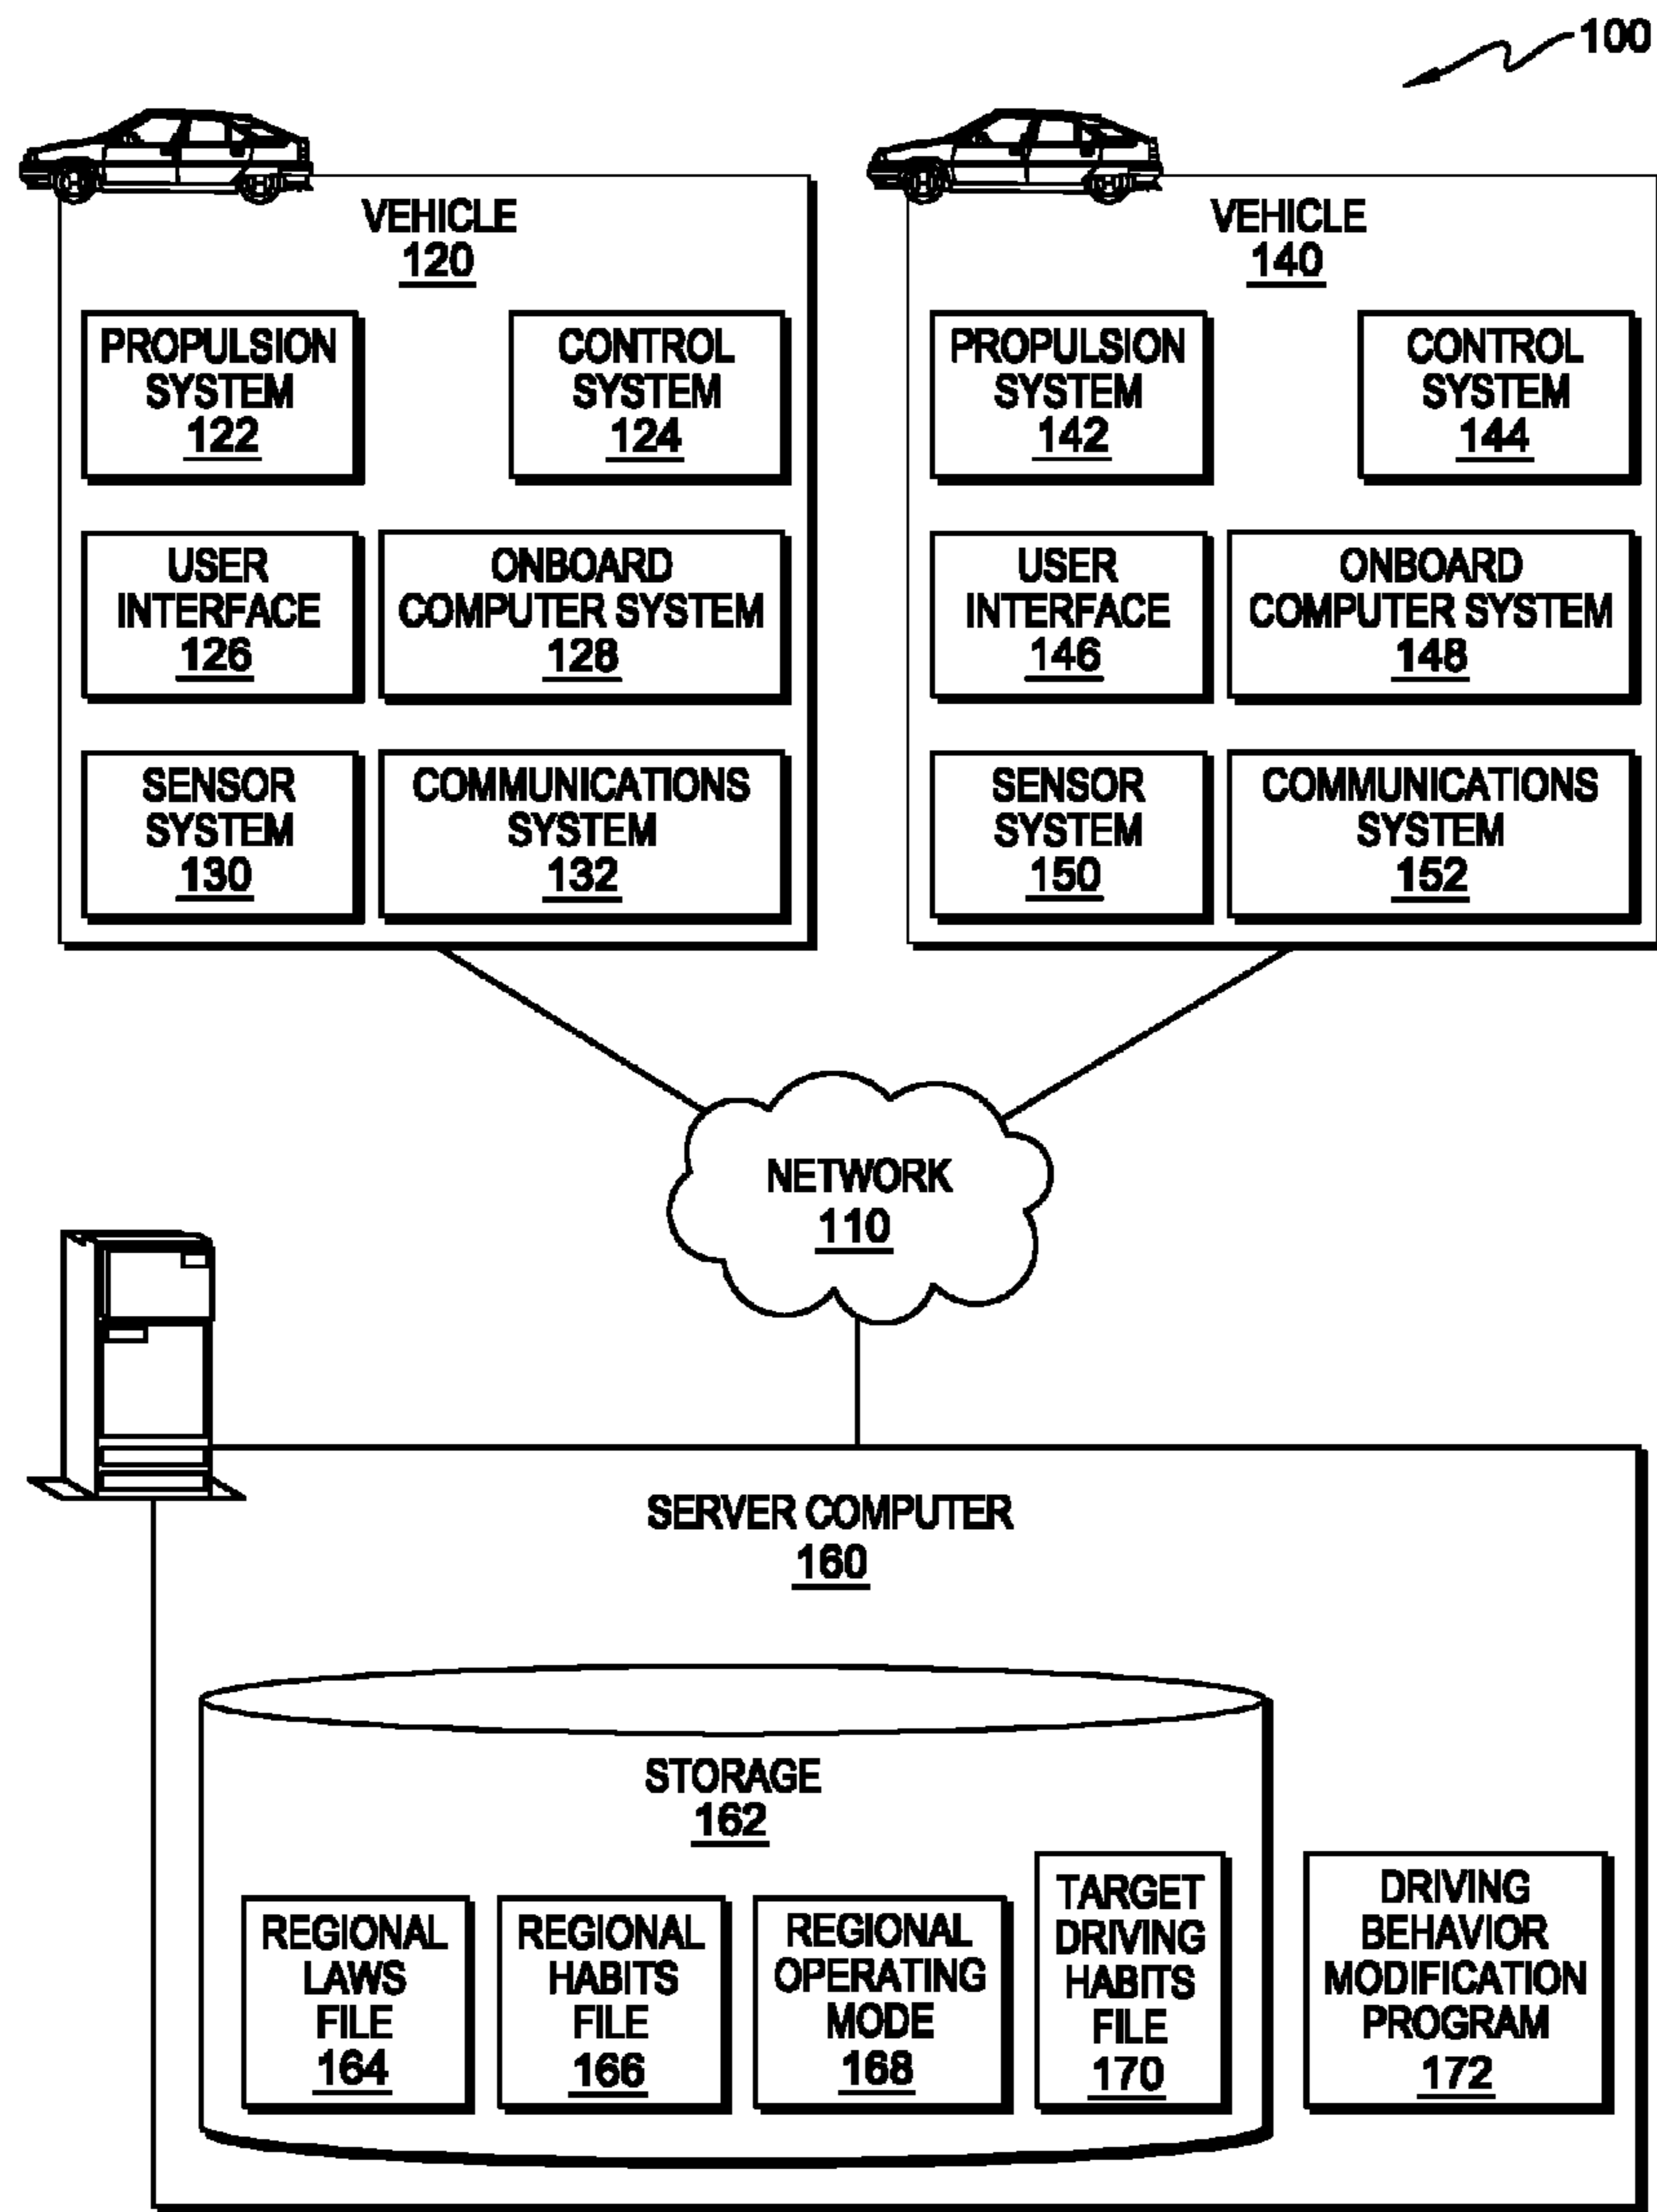 100
VEHICLE
120
PROPULSION
SYSTEM
122
CONTROL
SYSTEM
124
USER
INTERFACE
126
ONBOARD
COMPUTER SYSTEM
128
SENSOR
SYSTEM
130
COMMUNICATIONS
SYSTEM
132
VEHICLE
140
PROPULSION
SYSTEM
142
CONTROL
SYSTEM
144
USER
INTERFACE
146
ONBOARD
COMPUTER SYSTEM
148
SENSOR
SYSTEM
150
COMMUNICATIONS
SYSTEM
152
NETWORK
110
SERVER COMPUTER
160
STORAGE
162
REGIONAL
LAWS
FILE
164
REGIONAL
HABITS
FILE
166
REGIONAL
OPERATING
MODE
168
TARGET
DRIVING
HABITS
FILE
170
DRIVING
BEHAVIOR
MODIFICATION
PROGRAM
172